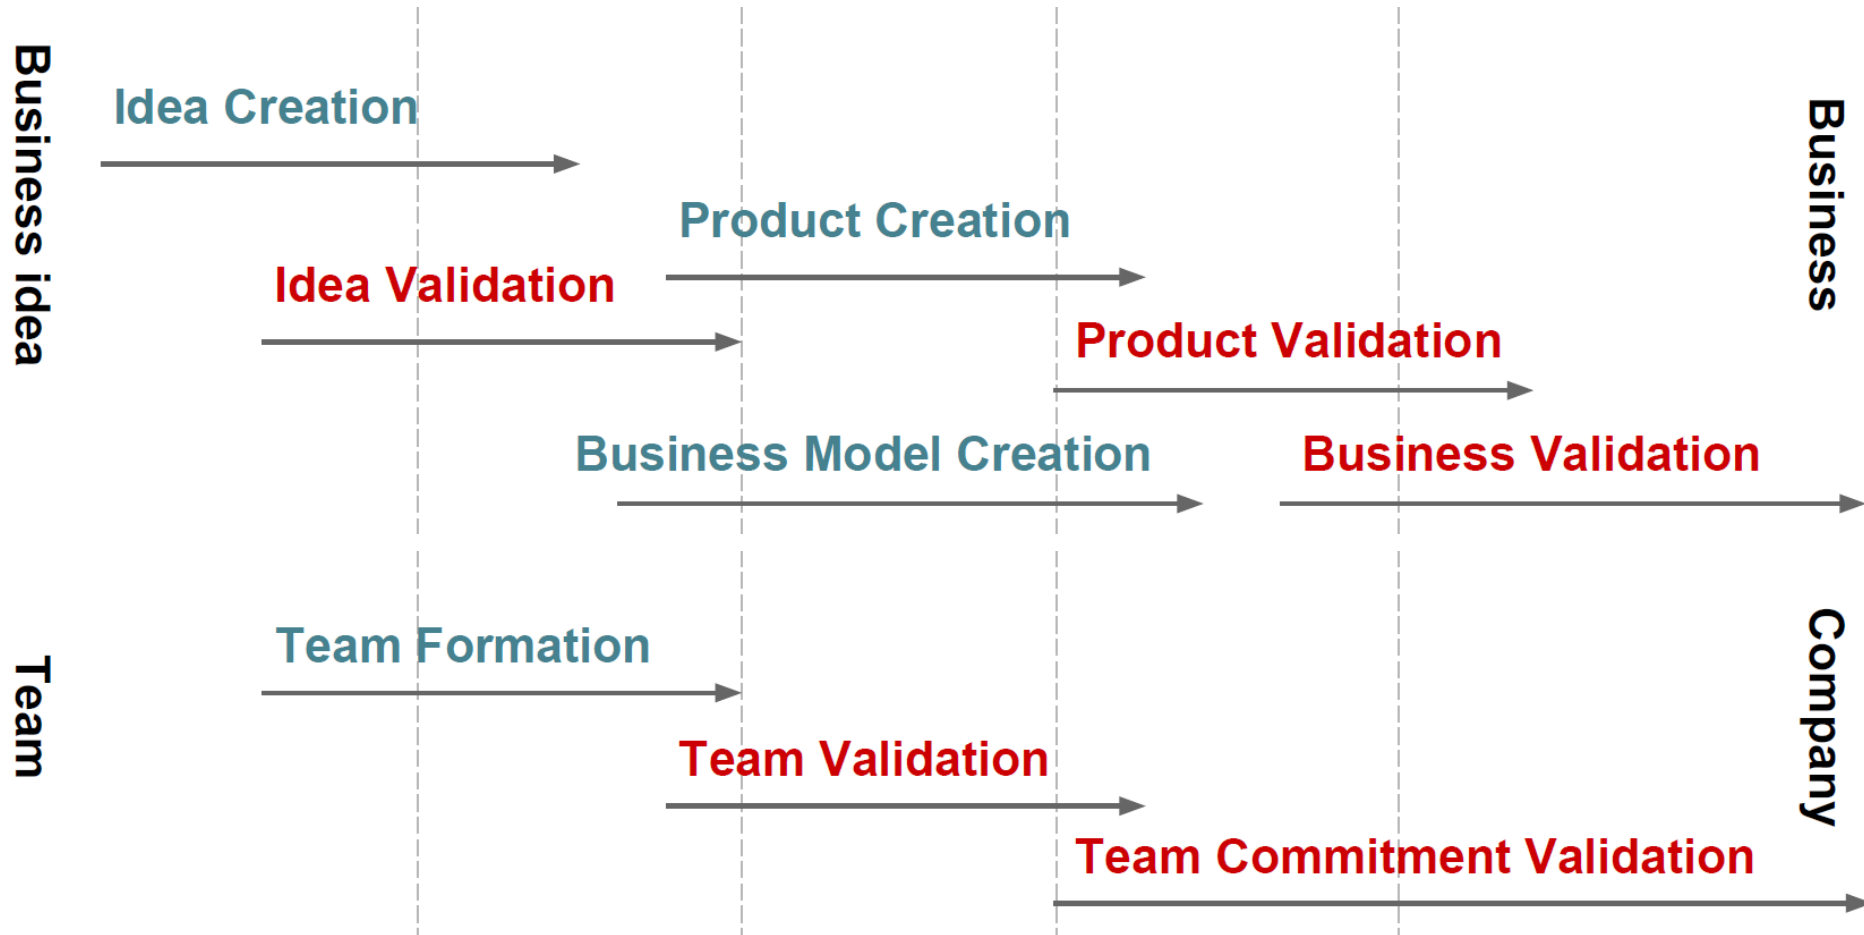 Business idea
Idea Creation
Business
Product Creation
Idea Validation
Product Validation
Business Model Creation
Business Validation
Team
Team Formation
Company
Team Validation
Team Commitment Validation